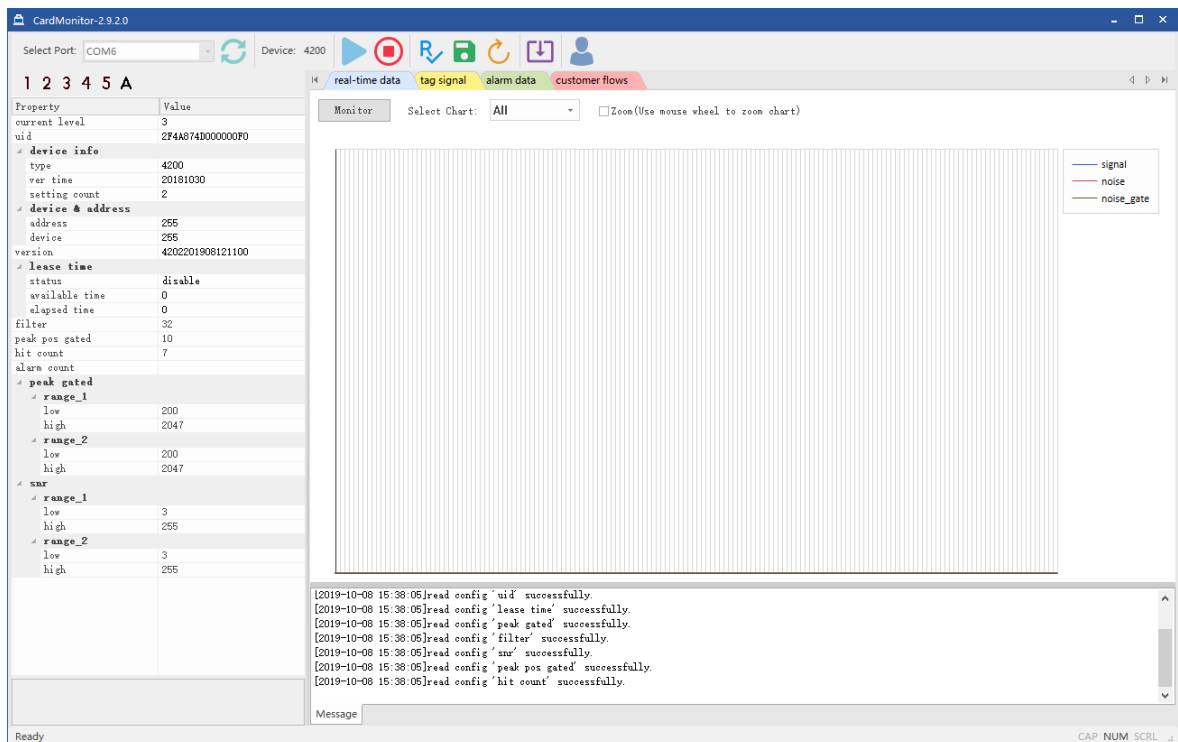 CardMonitor-2.9.2.0
Select Port: COM6 Device: 4200
1 2 3 4 5 A
Property Value
current level 3
uid 2F4A874D000000F0
device info
type 4200
ver time 20181030
setting count 2
device & address
address 255
device 255
version 4202201908121100
lease time
status disable
available time 0
elapsed time 0
filter 32
peak pos gated 10
hit count 7
alarm count
peak gated
range_1
low 200
high 2047
range_2
low 200
high 2047
snr
range_1
low 3
high 255
range_2
low 3
high 255
real-time data tag signal alarm data customer flows
Monitor Select Chart: All Zoom(Use mouse wheel to zoom chart)
signal
noise
noise_gate
[2019-10-08 15:38:05]read config 'uid' successfully.
[2019-10-08 15:38:05]read config 'lease time' successfully.
[2019-10-08 15:38:05]read config 'peak gated' successfully.
[2019-10-08 15:38:05]read config 'filter' successfully.
[2019-10-08 15:38:05]read config 'snr' successfully.
[2019-10-08 15:38:05]read config 'peak pos gated' successfully.
[2019-10-08 15:38:05]read config 'hit count' successfully.
Message
Ready CAP NUM SCRL